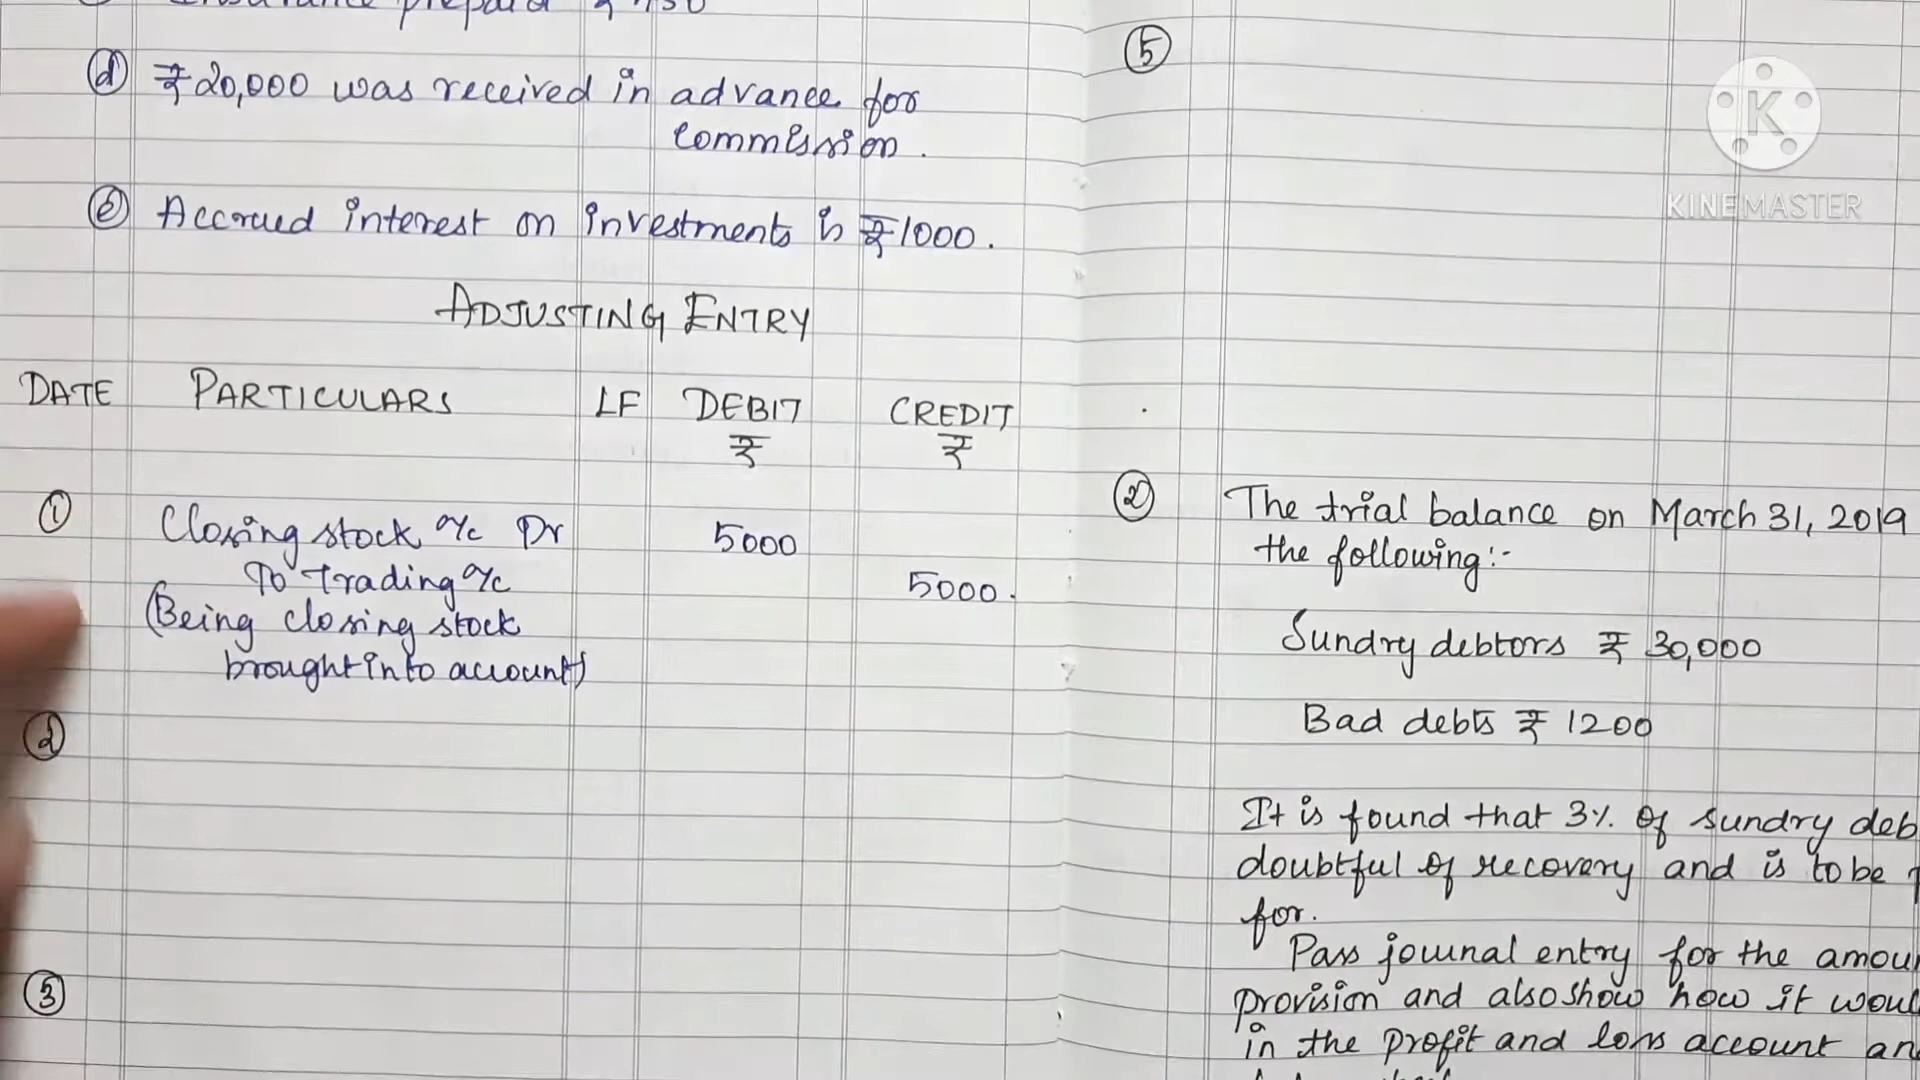 prepaid ₹ 450
(d) ₹20,000 was received in advance for
commission.
(e) Accrued interest on investments is ₹1000.
ADJUSTING ENTRY
DATE PARTICULARS LF DEBIT ₹ CREDIT ₹
(1) Closing stock a/c Dr 5000
To Trading a/c 5000.
(Being closing stock
brought into account)
(2)
(3)
(5)
(2) The trial balance on March 31, 2019
the following:-
Sundry debtors ₹ 30,000
Bad debts ₹ 1200
It is found that 3% of sundry deb
doubtful of recovery and is to be
for.
Pass journal entry for the amou
provision and also show how it woul
in the profit and loss account an
KINEMASTER